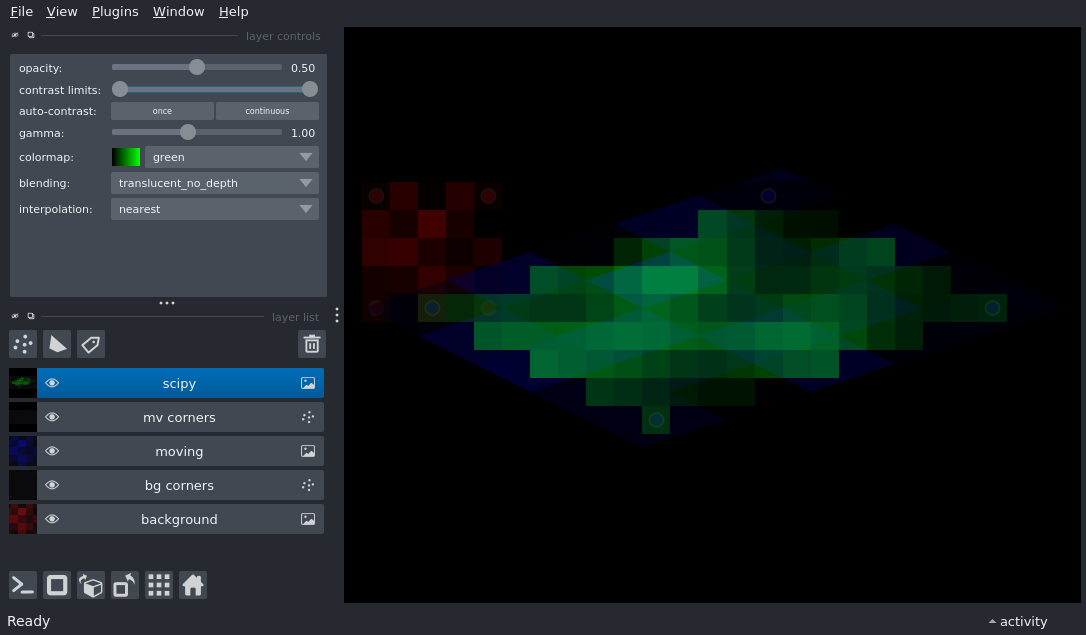 File View Plugins Window Help
layer controls
opacity: 0.50
contrast limits:
auto-contrast: once continuous
gamma: 1.00
colormap: green
blending: translucent_no_depth
interpolation: nearest
layer list
scipy
mv corners
moving
bg corners
background
Ready
activity